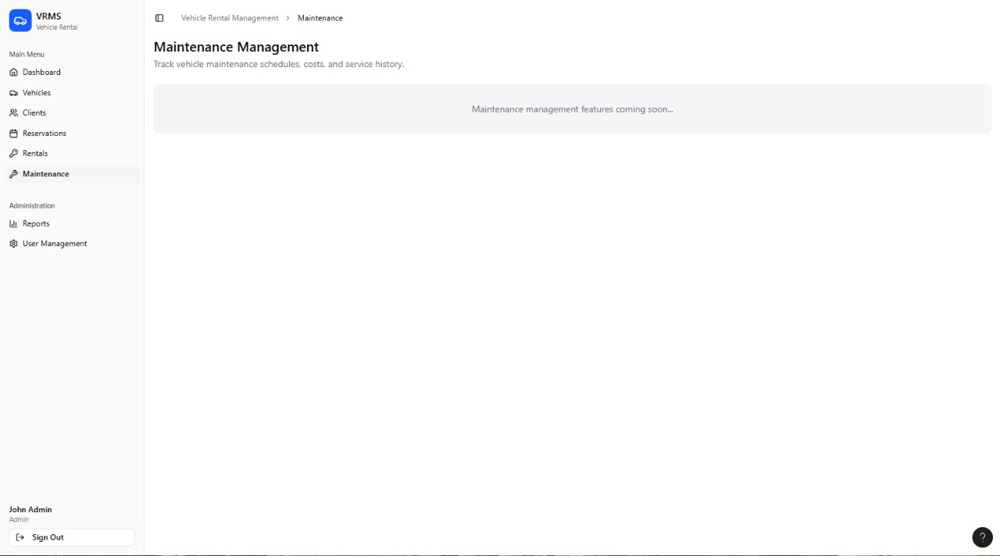 VRMS
Vehicle Rental
Main Menu
Dashboard
Vehicles
Clients
Reservations
Rentals
Maintenance
Administration
Reports
User Management
John Admin
Admin
Sign Out
Vehicle Rental Management > Maintenance
Maintenance Management
Track vehicle maintenance schedules, costs, and service history.
Maintenance management features coming soon...
?